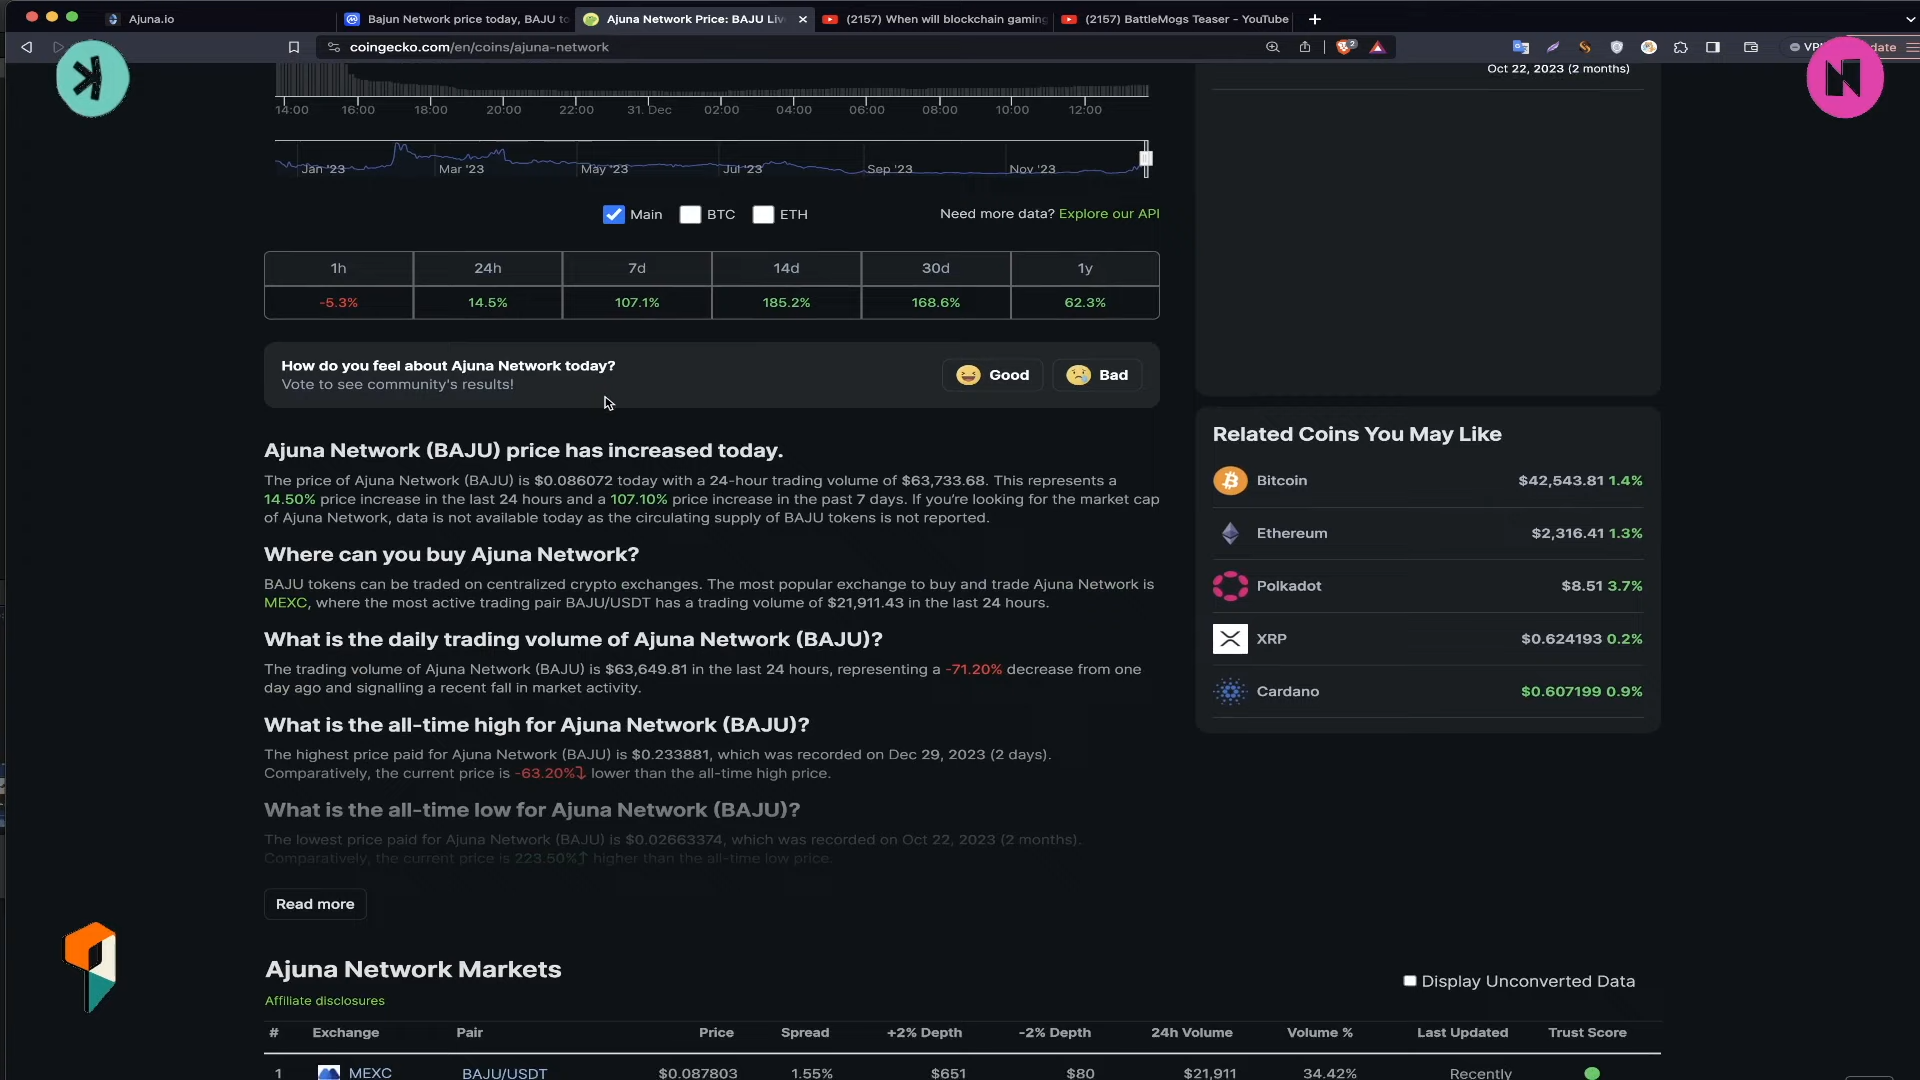 Ajuna.io
Bajun Network price today, BAJU to
Ajuna Network Price: BAJU Liv
(2157) When will blockchain gaming
(2157) BattleMogs Teaser - YouTube
coingecko.com/en/coins/ajuna-network
2
VP
date
N
Oct 22, 2023 (2 months)
14:00 16:00 18:00 20:00 22:00 31. Dec 02:00 04:00 06:00 08:00 10:00 12:00
Jan '23 Mar '23 May '23 Jul '23 Sep '23 Nov '23
Main BTC ETH
Need more data? Explore our API
1h 24h 7d 14d 30d 1y
-5.3% 14.5% 107.1% 185.2% 168.6% 62.3%
How do you feel about Ajuna Network today?
Vote to see community's results!
Good Bad
Ajuna Network (BAJU) price has increased today.
The price of Ajuna Network (BAJU) is $0.086072 today with a 24-hour trading volume of $63,733.68. This represents a
14.50% price increase in the last 24 hours and a 107.10% price increase in the past 7 days. If you're looking for the market cap
of Ajuna Network, data is not available today as the circulating supply of BAJU tokens is not reported.
Where can you buy Ajuna Network?
BAJU tokens can be traded on centralized crypto exchanges. The most popular exchange to buy and trade Ajuna Network is
MEXC, where the most active trading pair BAJU/USDT has a trading volume of $21,911.43 in the last 24 hours.
What is the daily trading volume of Ajuna Network (BAJU)?
The trading volume of Ajuna Network (BAJU) is $63,649.81 in the last 24 hours, representing a -71.20% decrease from one
day ago and signalling a recent fall in market activity.
What is the all-time high for Ajuna Network (BAJU)?
The highest price paid for Ajuna Network (BAJU) is $0.233881, which was recorded on Dec 29, 2023 (2 days).
Comparatively, the current price is -63.20% lower than the all-time high price.
What is the all-time low for Ajuna Network (BAJU)?
The lowest price paid for Ajuna Network (BAJU) is $0.02663374, which was recorded on Oct 22, 2023 (2 months).
Comparatively, the current price is 223.50% higher than the all-time low price.
Read more
Related Coins You May Like
Bitcoin $42,543.81 1.4%
Ethereum $2,316.41 1.3%
Polkadot $8.51 3.7%
XRP $0.624193 0.2%
Cardano $0.607199 0.9%
Ajuna Network Markets
Affiliate disclosures
Display Unconverted Data
# Exchange Pair Price Spread +2% Depth -2% Depth 24h Volume Volume % Last Updated Trust Score
1 MEXC BAJU/USDT $0.087803 1.55% $651 $80 $21,911 34.42% Recently